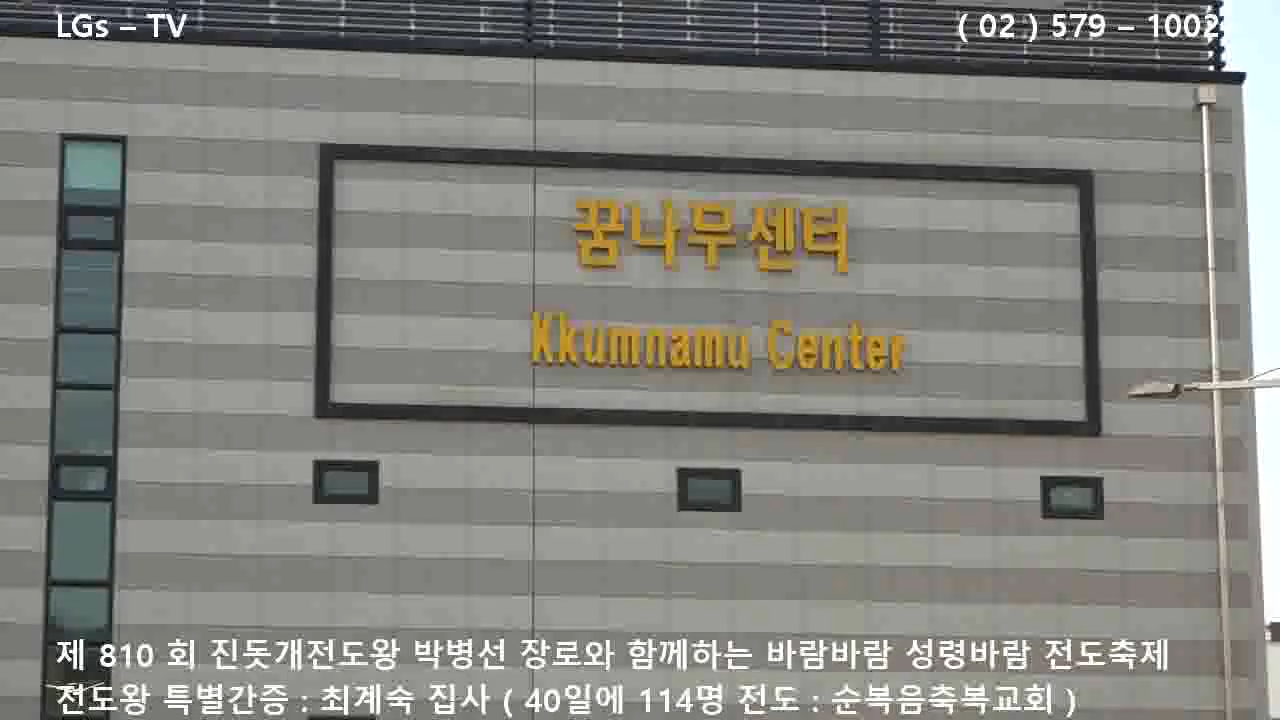 LGs – TV
( 02 ) 579 – 1002
꿈나무센터
Kkumnamu Center
제 810 회 진돗개전도왕 박병선 장로와 함께하는 바람바람 성령바람 전도축제
전도왕 특별간증 : 최계숙 집사 ( 40일에 114명 전도 : 순복음축복교회 )